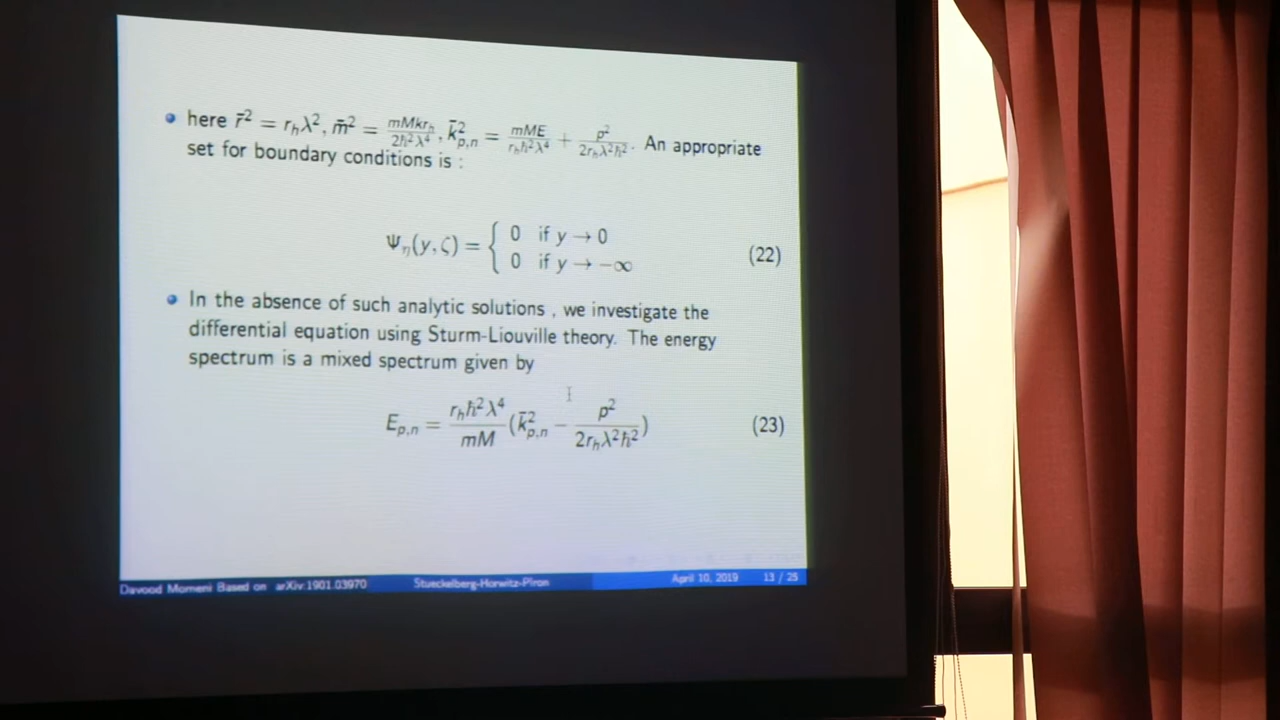 here r̄² = r_hλ², m̄² = mMkr_h/2ħ²λ⁴, k̄²_{p,n} = mME/r_hħ²λ⁴ + p²/2r_hλ²ħ². An appropriate
set for boundary conditions is :
Ψ_η(y, ζ) = { 0 if y → 0
0 if y → −∞ (22)
In the absence of such analytic solutions , we investigate the
differential equation using Sturm-Liouville theory. The energy
spectrum is a mixed spectrum given by
E_{p,n} = r_hħ²λ⁴/mM (k̄²_{p,n} − p²/2r_hλ²ħ²) (23)
Davood Momeni Based on arXiv:1901.03970 Stueckelberg-Horwitz-Piron April 10, 2019 13 / 25